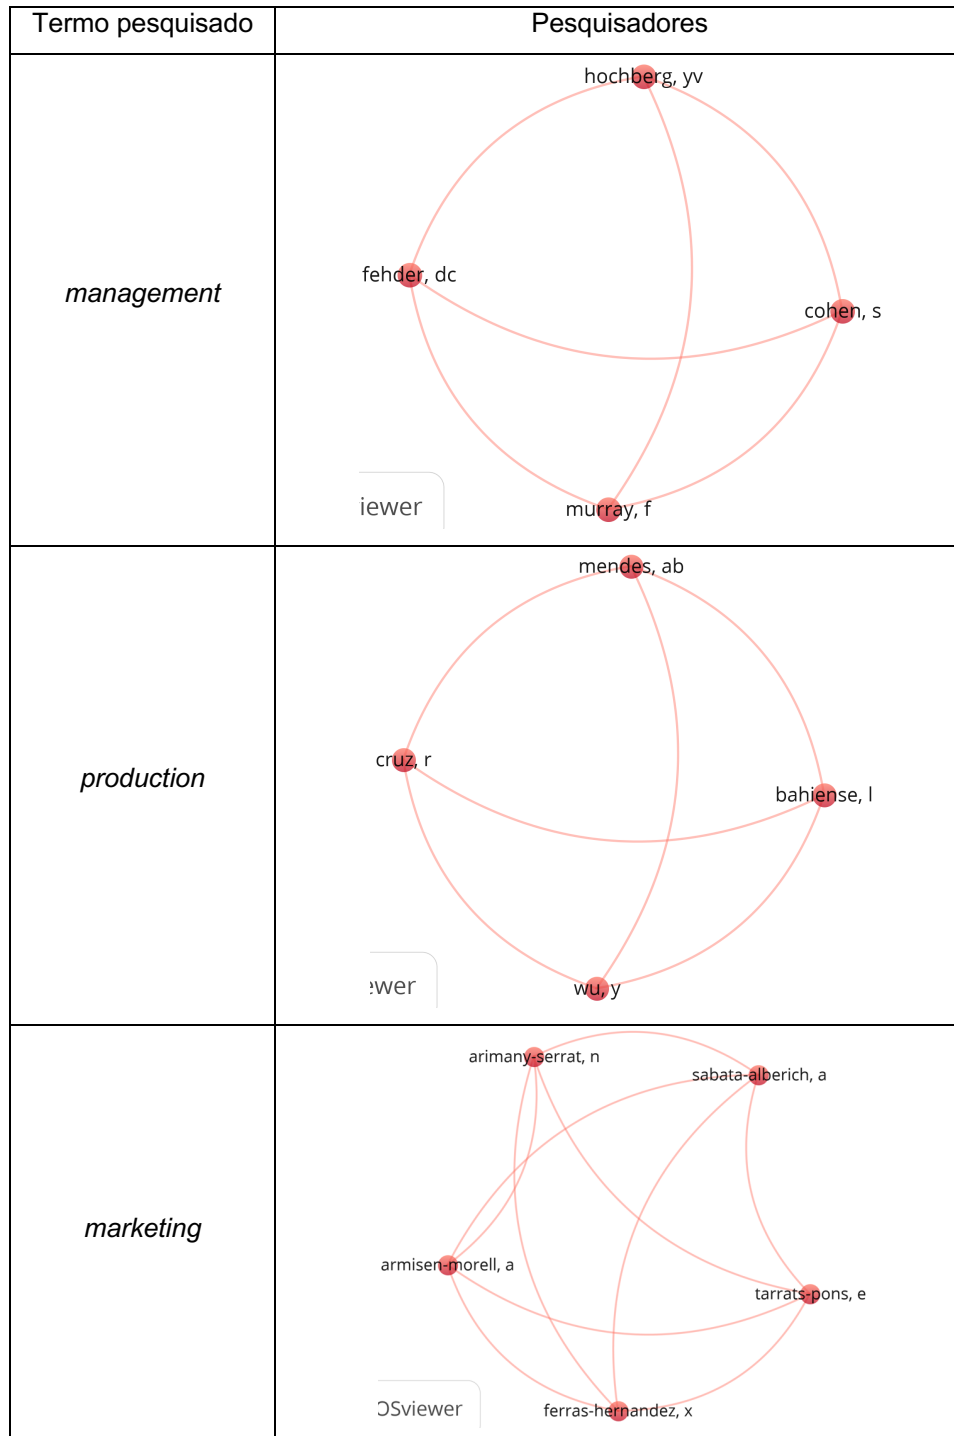 Termo pesquisado
Pesquisadores
management
hochberg, yv
fehder, dc
cohen, s
murray, f
iewer
production
mendes, ab
cruz, r
bahiense, l
wu, y
ewer
marketing
arimany-serrat, n
sabata-alberich, a
armisen-morell, a
tarrats-pons, e
ferras-hernandez, x
OSviewer